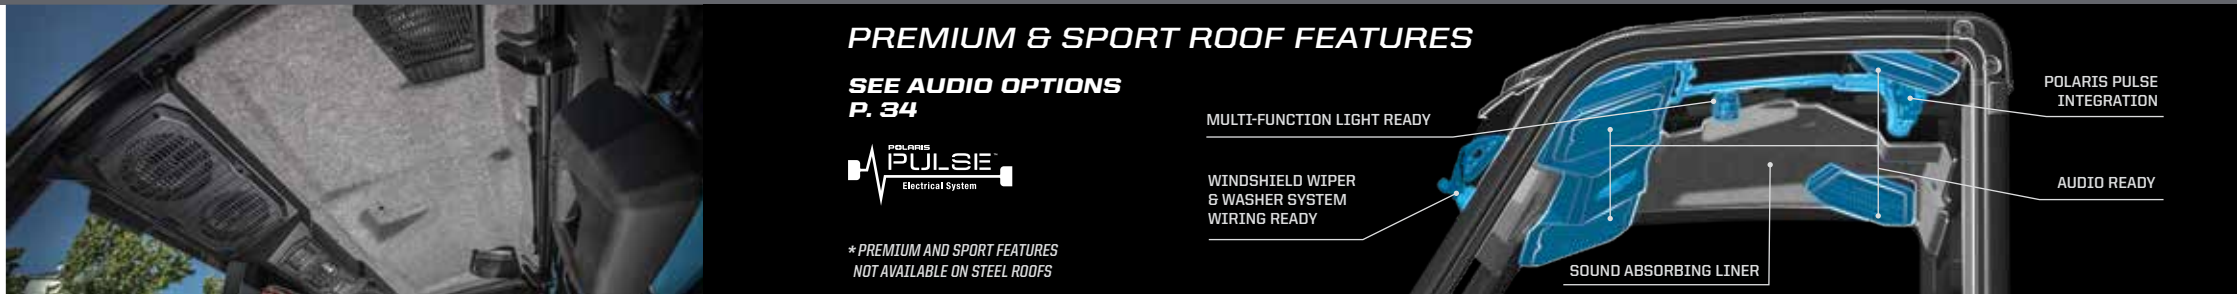 PREMIUM & SPORT ROOF FEATURES
SEE AUDIO OPTIONS
P. 34
POLARIS
PULSE™
Electrical System
* PREMIUM AND SPORT FEATURES
NOT AVAILABLE ON STEEL ROOFS
MULTI-FUNCTION LIGHT READY
WINDSHIELD WIPER
& WASHER SYSTEM
WIRING READY
SOUND ABSORBING LINER
POLARIS PULSE
INTEGRATION
AUDIO READY